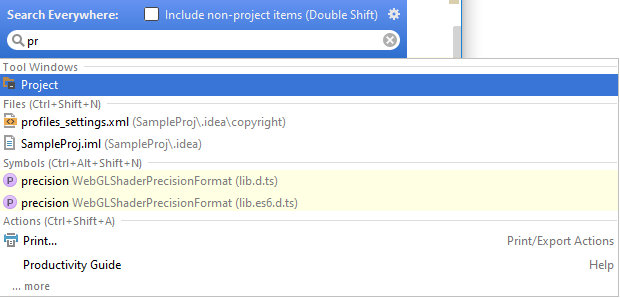 Search Everywhere: Include non-project items (Double Shift)
pr
Tool Windows
Project
Files (Ctrl+Shift+N)
profiles_settings.xml (SampleProj\.idea\copyright)
SampleProj.iml (SampleProj\.idea)
Symbols (Ctrl+Alt+Shift+N)
P precision WebGLShaderPrecisionFormat (lib.d.ts)
P precision WebGLShaderPrecisionFormat (lib.es6.d.ts)
Actions (Ctrl+Shift+A)
Print... Print/Export Actions
Productivity Guide Help
... more